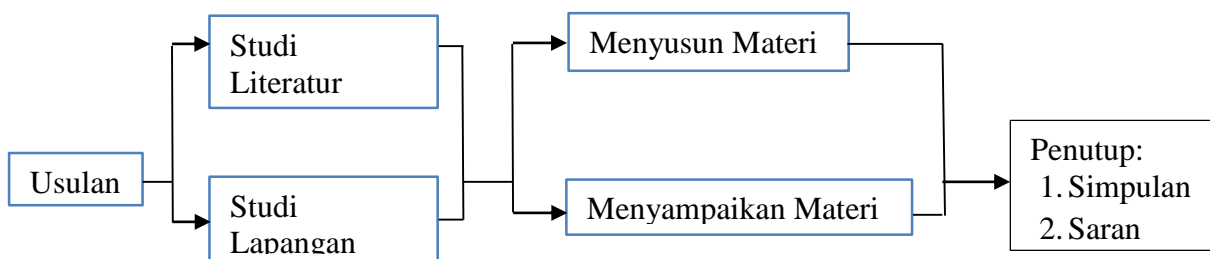 Usulan
Studi
Literatur
Studi
Lapangan
Menyusun Materi
Menyampaikan Materi
Penutup:
1. Simpulan
2. Saran